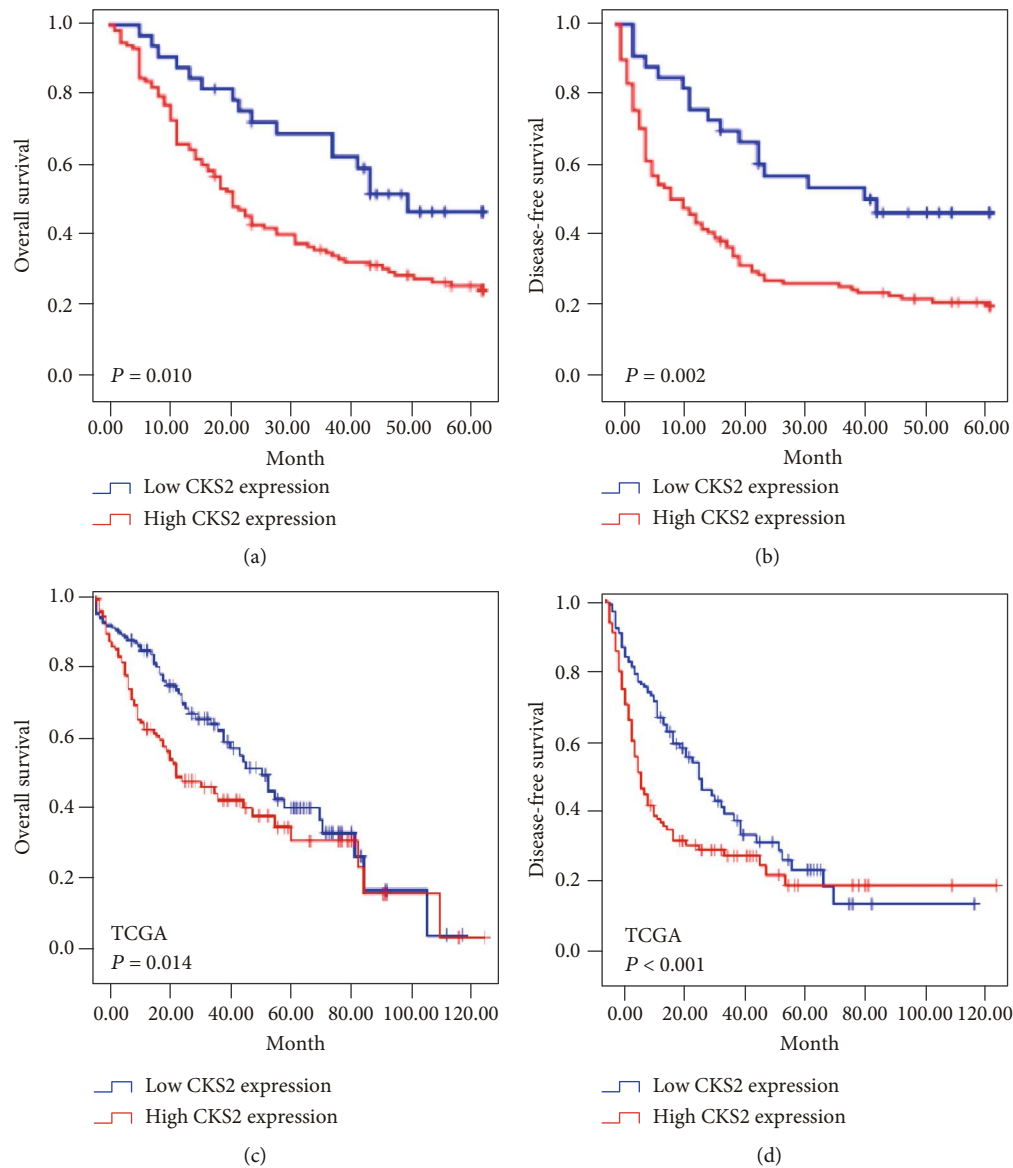 1.0
0.8
0.6
0.4
0.2
0.0
Overall survival
P = 0.010
0.00 10.00 20.00 30.00 40.00 50.00 60.00
Month
Low CKS2 expression
High CKS2 expression
(a)
1.0
0.8
0.6
0.4
0.2
0.0
Disease-free survival
P = 0.002
0.00 10.00 20.00 30.00 40.00 50.00 60.00
Month
Low CKS2 expression
High CKS2 expression
(b)
1.0
0.8
0.6
0.4
0.2
0.0
Overall survival
TCGA
P = 0.014
0.00 20.00 40.00 60.00 80.00 100.00 120.00
Month
Low CKS2 expression
High CKS2 expression
(c)
1.0
0.8
0.6
0.4
0.2
0.0
Disease-free survival
TCGA
P < 0.001
0.00 20.00 40.00 60.00 80.00 100.00 120.00
Month
Low CKS2 expression
High CKS2 expression
(d)